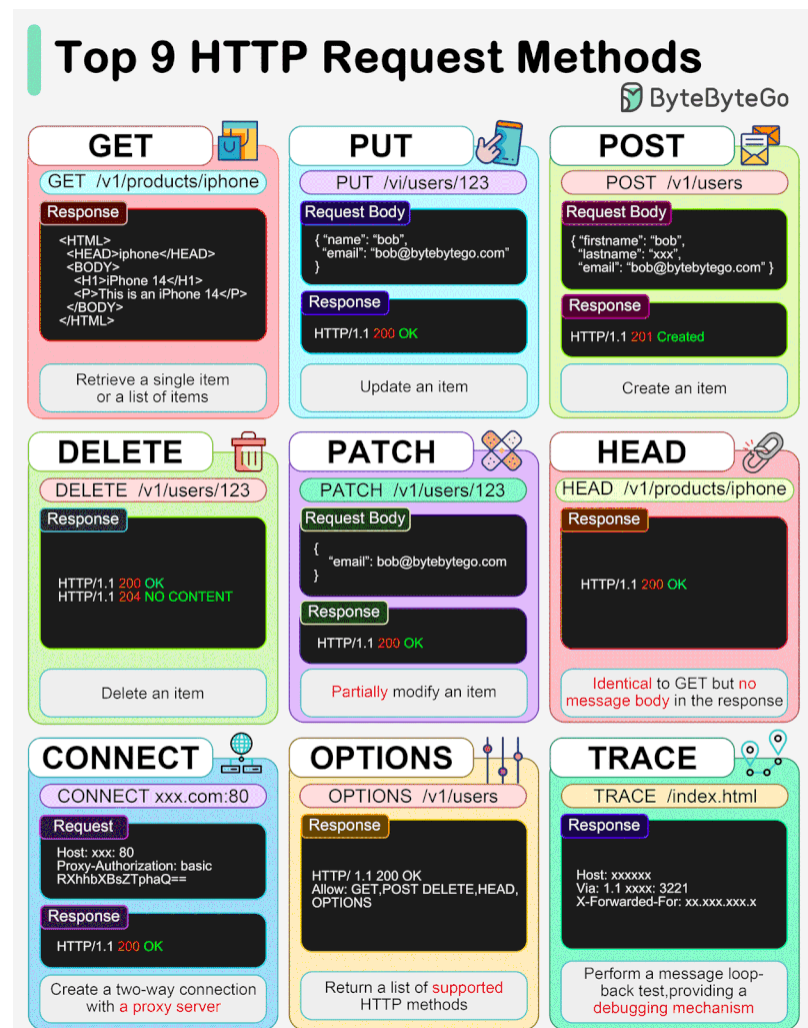 Top 9 HTTP Request Methods
ByteByteGo
GET
GET /v1/products/iphone
Response
<HTML>
<HEAD>iphone</HEAD>
<BODY>
<H1>iPhone 14</H1>
<P>This is an iPhone 14</P>
</BODY>
</HTML>
Retrieve a single item
or a list of items
PUT
PUT /vi/users/123
Request Body
{ “name”: “bob”,
“email”: “bob@bytebytego.com”
}
Response
HTTP/1.1 200 OK
Update an item
POST
POST /v1/users
Request Body
{ “firstname”: “bob”,
“lastname”: “xxx”,
“email”: “bob@bytebytego.com” }
Response
HTTP/1.1 201 Created
Create an item
DELETE
DELETE /v1/users/123
Response
HTTP/1.1 200 OK
HTTP/1.1 204 NO CONTENT
Delete an item
PATCH
PATCH /v1/users/123
Request Body
{
“email”: bob@bytebytego.com
}
Response
HTTP/1.1 200 OK
Partially modify an item
HEAD
HEAD /v1/products/iphone
Response
HTTP/1.1 200 OK
Identical to GET but no
message body in the response
CONNECT
CONNECT xxx.com:80
Request
Host: xxx: 80
Proxy-Authorization: basic
RXhhbXBsZTphaQ==
Response
HTTP/1.1 200 OK
Create a two-way connection
with a proxy server
OPTIONS
OPTIONS /v1/users
Response
HTTP/ 1.1 200 OK
Allow: GET,POST DELETE,HEAD,
OPTIONS
Return a list of supported
HTTP methods
TRACE
TRACE /index.html
Response
Host: xxxxxx
Via: 1.1 xxxx: 3221
X-Forwarded-For: xx.xxx.xxx.x
Perform a message loop-
back test,providing a
debugging mechanism